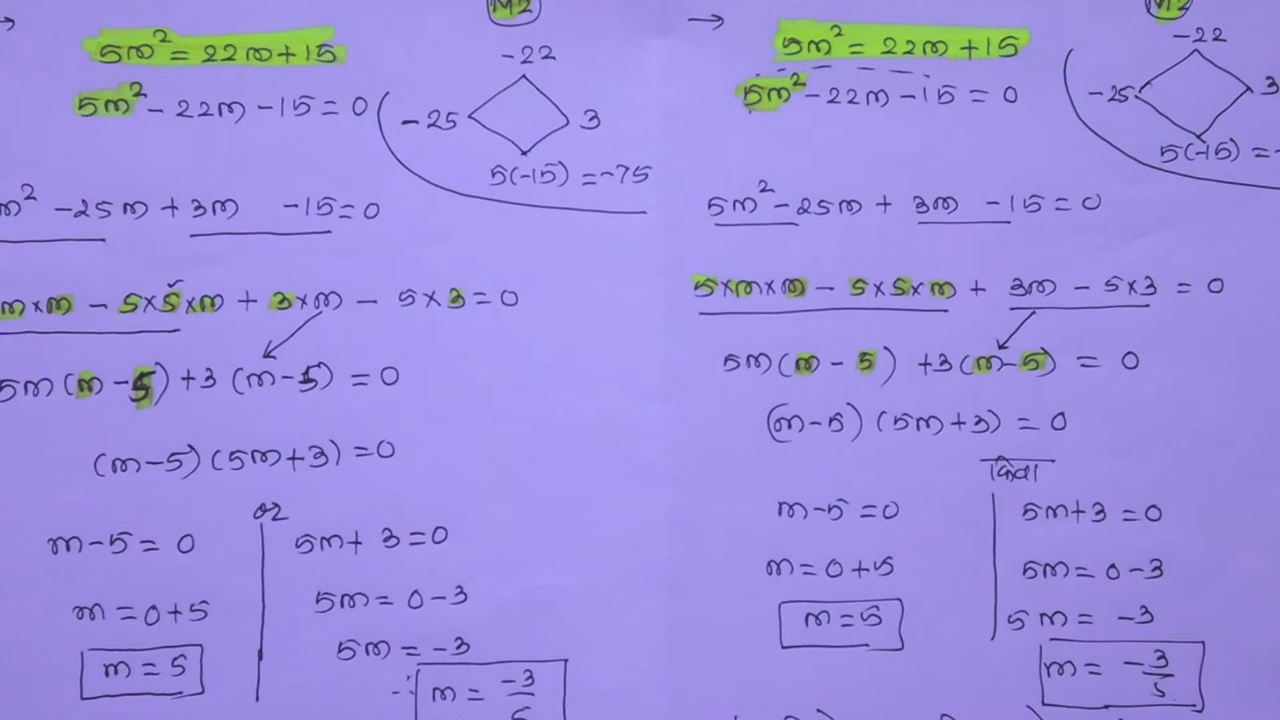 M2
5m² = 22m + 15
5m² - 22m - 15 = 0
-22
-25
3
5(-15) = -75
m² - 25m + 3m - 15 = 0
m×m - 5×5×m + 3×m - 5×3 = 0
5m(m - 5) + 3(m - 5) = 0
(m - 5)(5m + 3) = 0
or
m - 5 = 0
m = 0 + 5
m = 5
5m + 3 = 0
5m = 0 - 3
5m = -3
∴ m = -3/5
→
M2
5m² = 22m + 15
5m² - 22m - 15 = 0
-22
-25
3
5(-15) = -
5m² - 25m + 3m - 15 = 0
5×m×m - 5×5×m + 3m - 5×3 = 0
5m(m - 5) + 3(m - 5) = 0
(m - 5)(5m + 3) = 0
किंवा
m - 5 = 0
m = 0 + 5
m = 5
5m + 3 = 0
5m = 0 - 3
5m = -3
m = -3/5